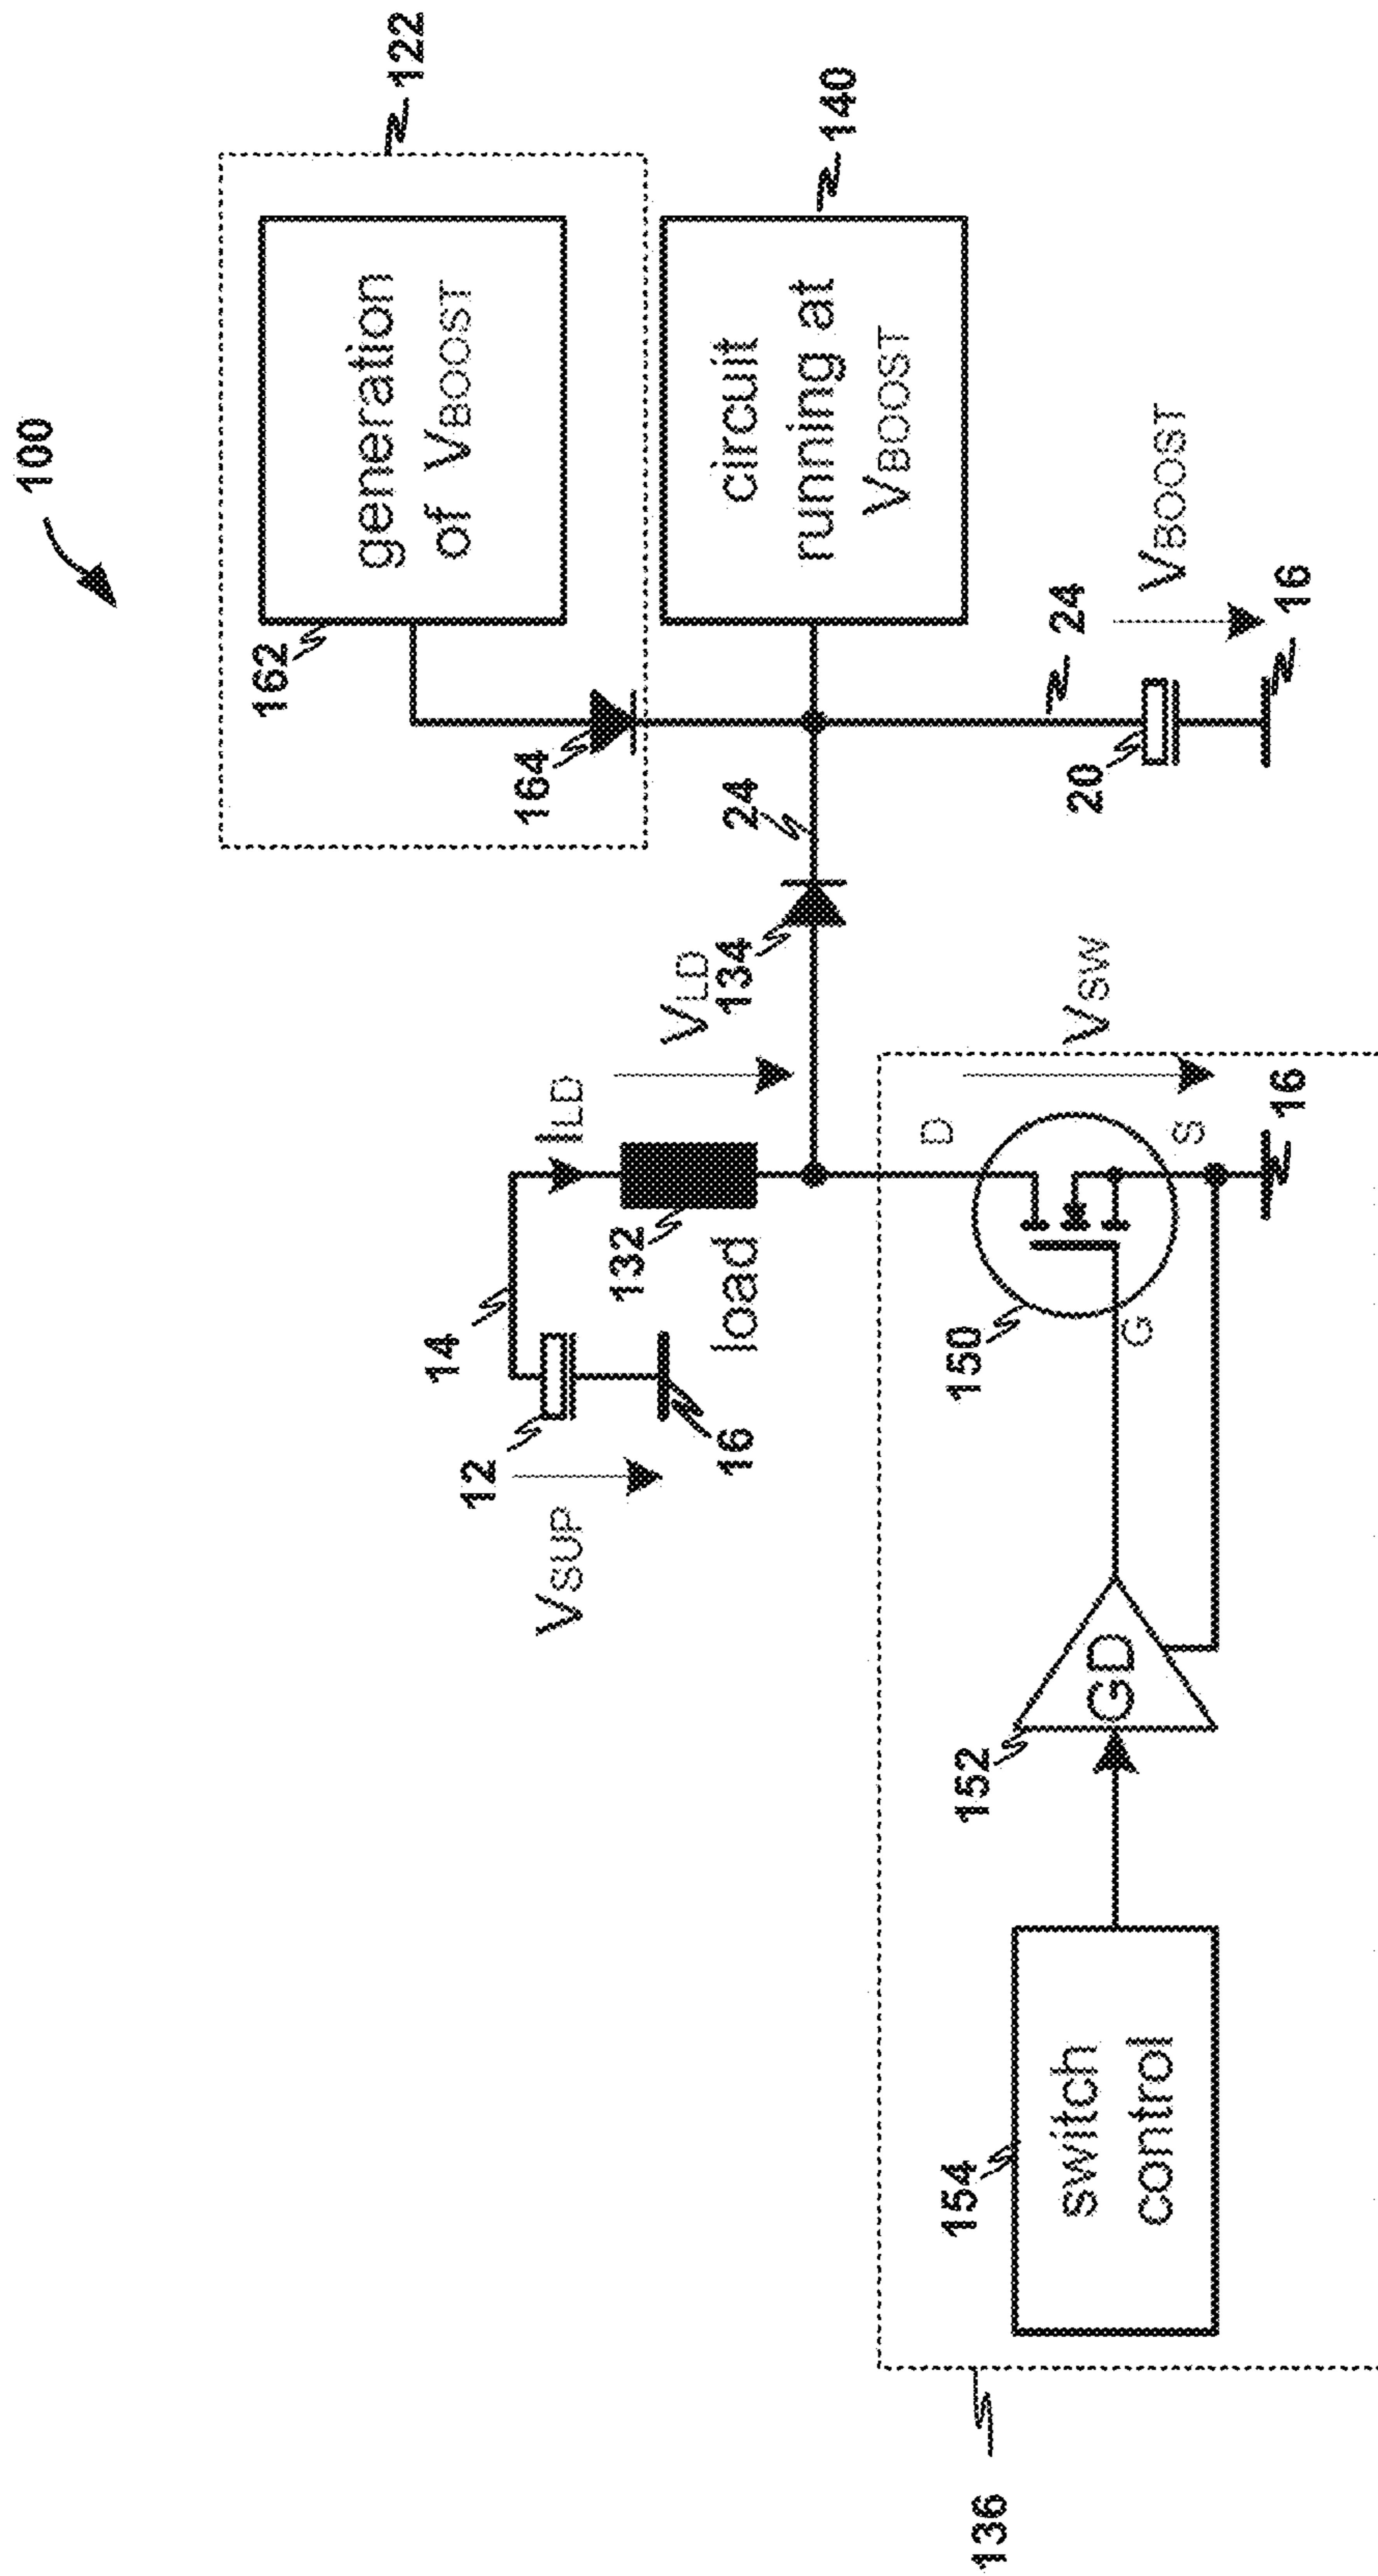 100
122
generation
of VBOOST
162
164
140
circuit
running at
VBOOST
24
24
VBOOST
20
16
14
ILD
12
VSUP
16
132
load
VLD
134
VSW
D
S
G
150
16
152
GD
154
switch
control
136